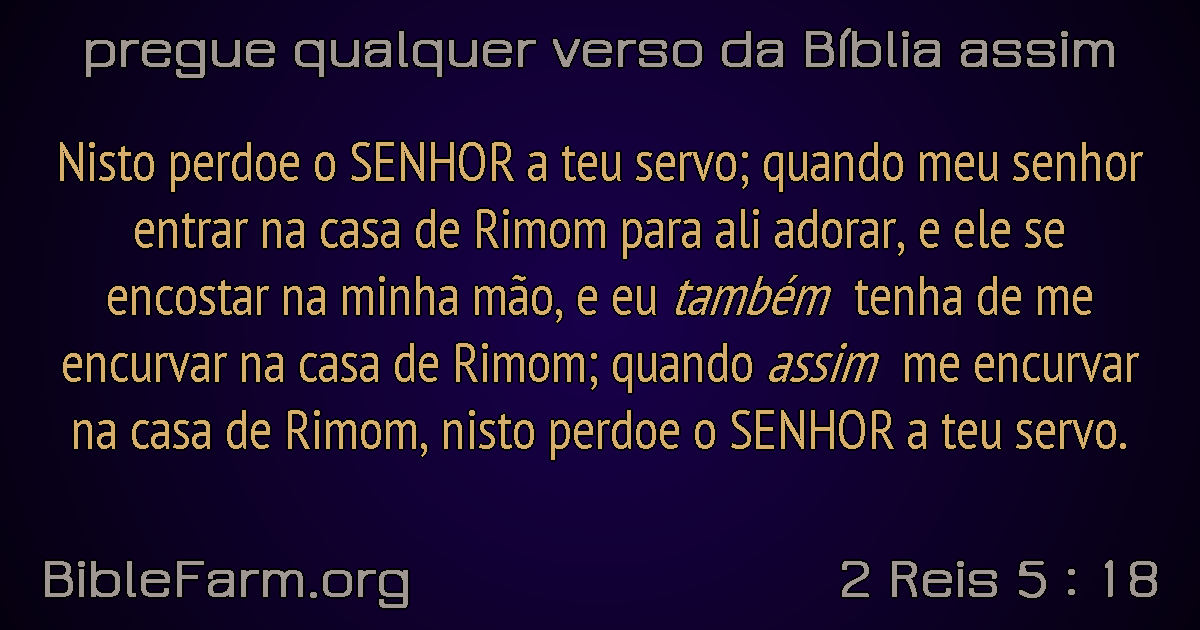 pregue qualquer verso da Bíblia assim
Nisto perdoe o SENHOR a teu servo; quando meu senhor
entrar na casa de Rimom para ali adorar, e ele se
encostar na minha mão, e eu também tenha de me
encurvar na casa de Rimom; quando assim me encurvar
na casa de Rimom, nisto perdoe o SENHOR a teu servo.
BibleFarm.org
2 Reis 5 : 18